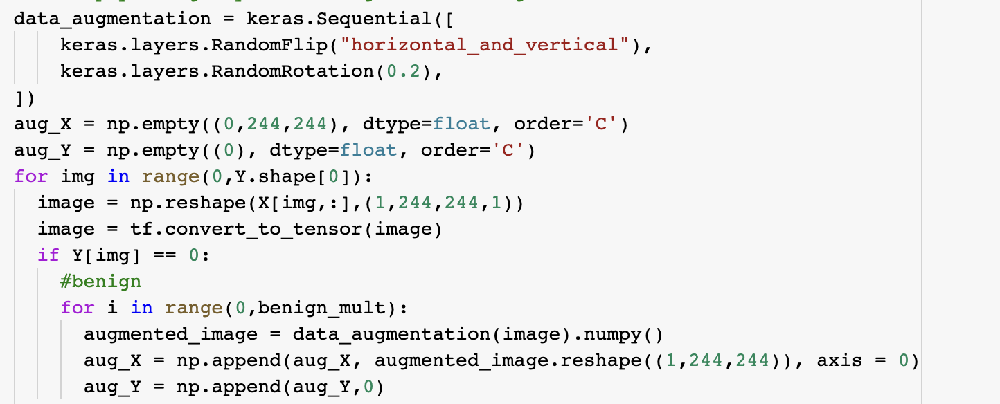 data_augmentation = keras.Sequential([
    keras.layers.RandomFlip("horizontal_and_vertical"),
    keras.layers.RandomRotation(0.2),
])
aug_X = np.empty((0,244,244), dtype=float, order='C')
aug_Y = np.empty((0), dtype=float, order='C')
for img in range(0,Y.shape[0]):
  image = np.reshape(X[img,:],(1,244,244,1))
  image = tf.convert_to_tensor(image)
  if Y[img] == 0:
    #benign
    for i in range(0,benign_mult):
      augmented_image = data_augmentation(image).numpy()
      aug_X = np.append(aug_X, augmented_image.reshape((1,244,244)), axis = 0)
      aug_Y = np.append(aug_Y,0)